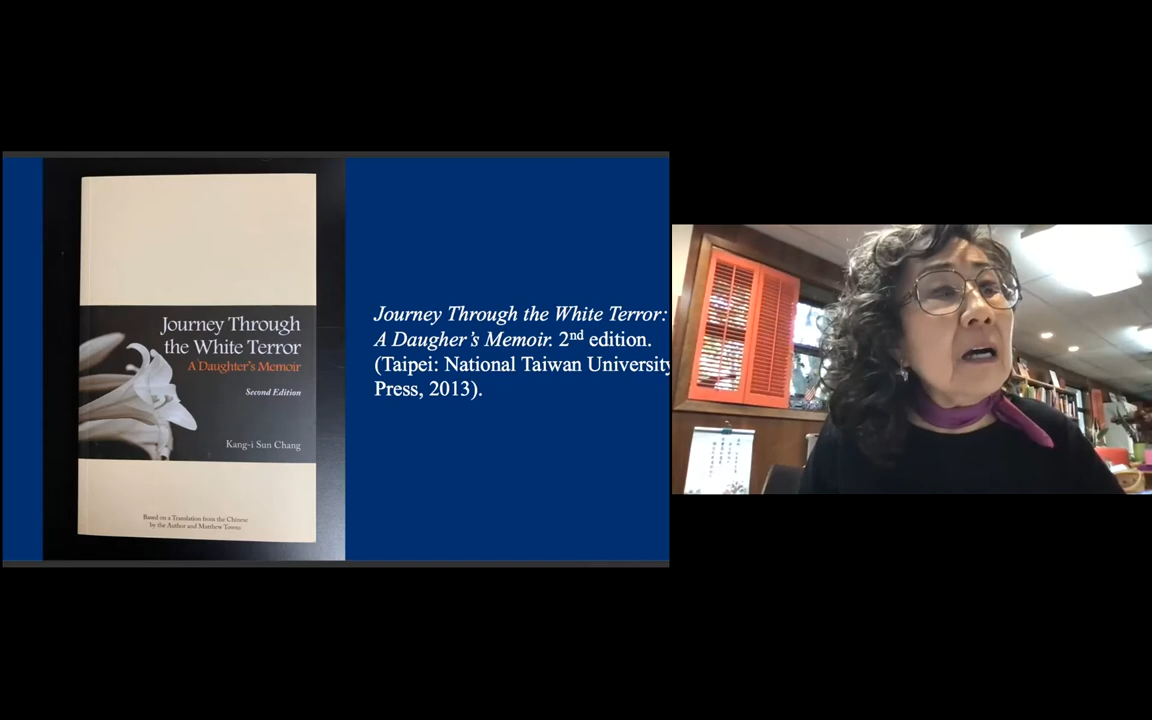 Journey Through
the White Terror
A Daughter's Memoir
Second Edition
Kang-i Sun Chang
Based on a Translation from the Chinese
by the Author and Matthew Towns
Journey Through the White Terror:
A Daugher's Memoir. 2nd edition.
(Taipei: National Taiwan University
Press, 2013).